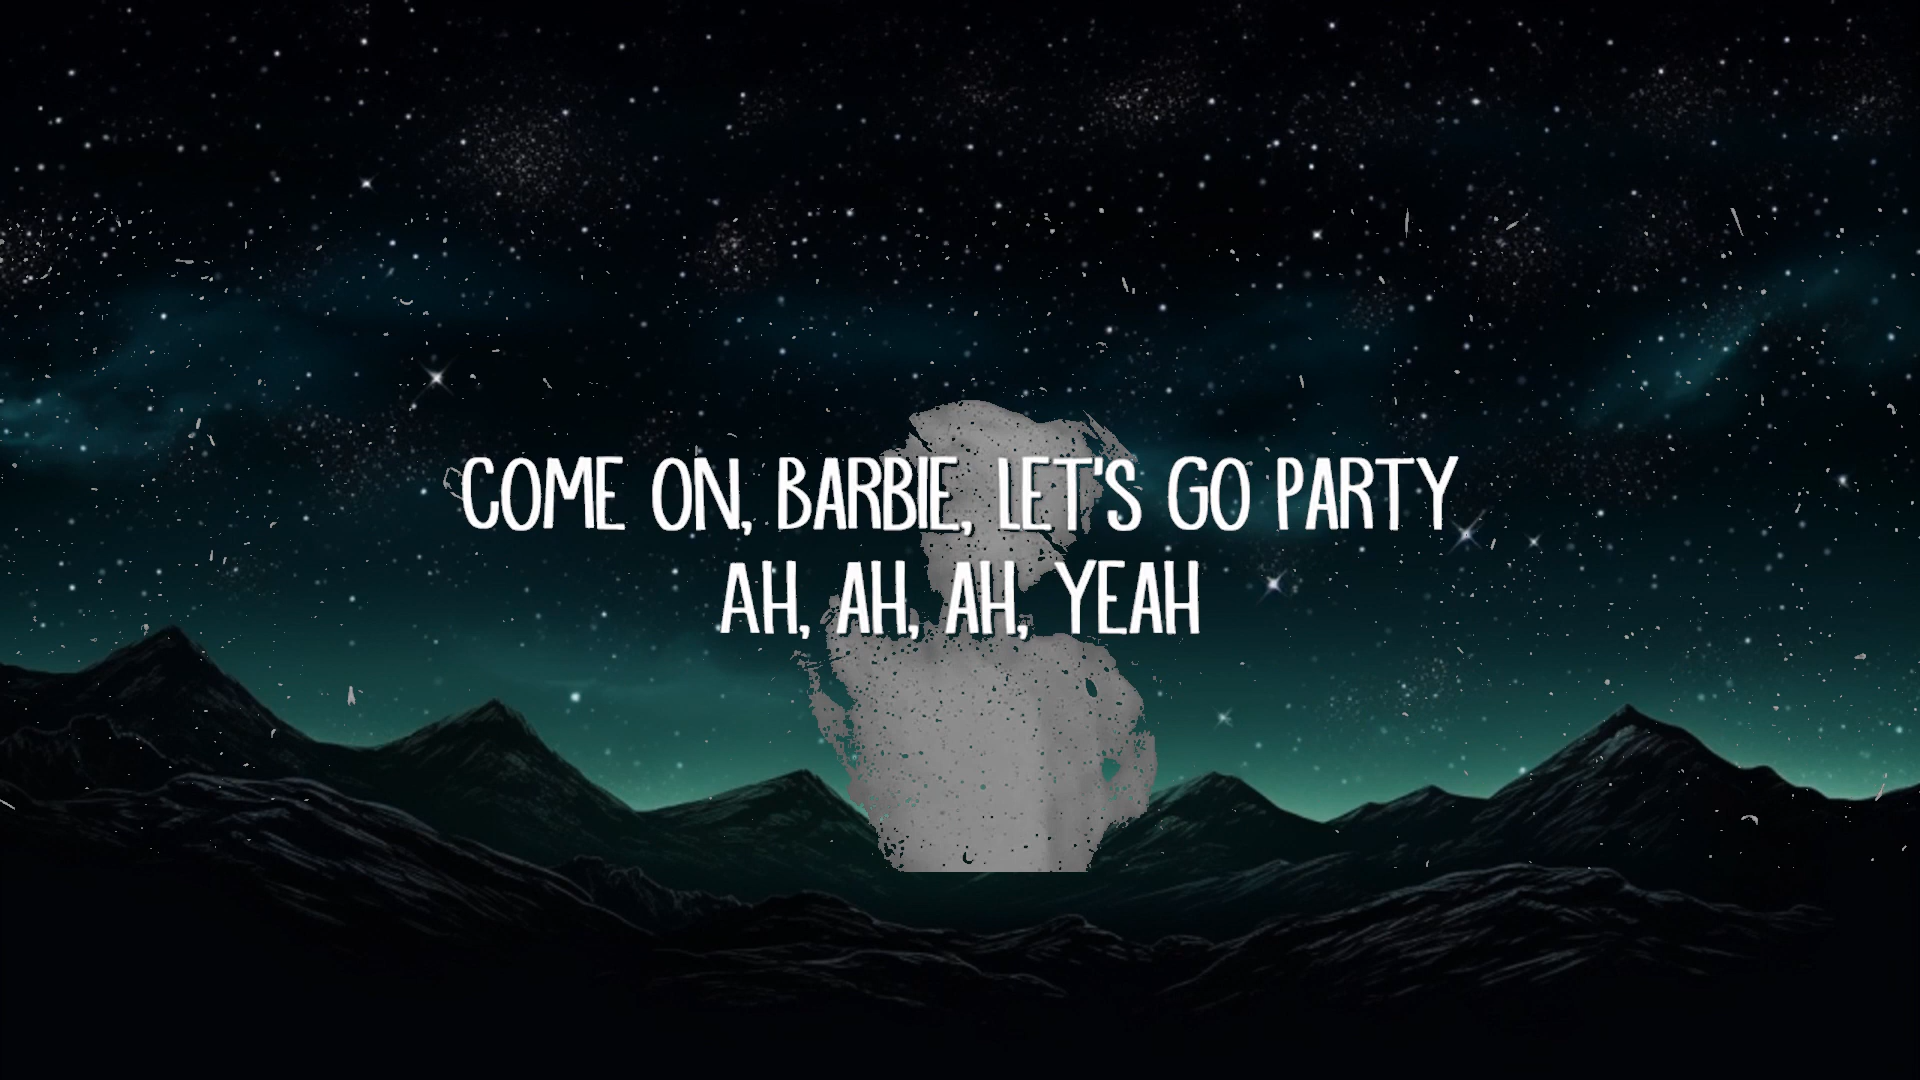 COME ON, BARBIE, LET'S GO PARTY
AH, AH, AH, YEAH